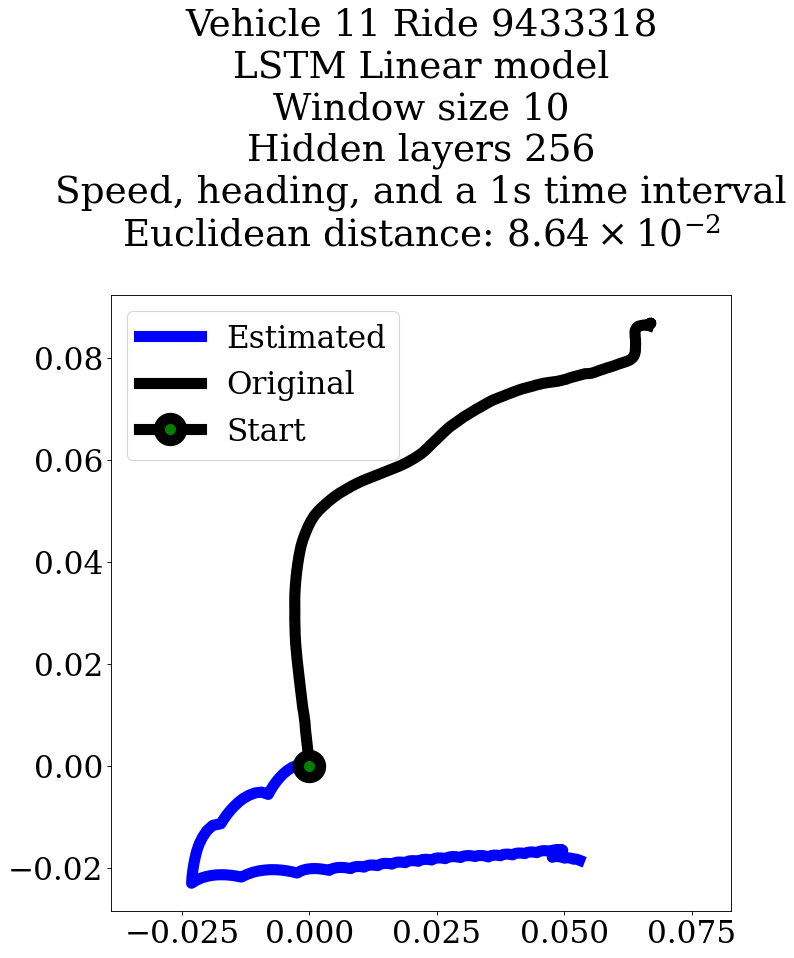 Vehicle 11 Ride 9433318
LSTM Linear model
Window size 10
Hidden layers 256
Speed, heading, and a 1s time interval
Euclidean distance: 8.64 × 10⁻²
Estimated
Original
Start
0.08
0.06
0.04
0.02
0.00
−0.02
−0.025 0.000 0.025 0.050 0.075